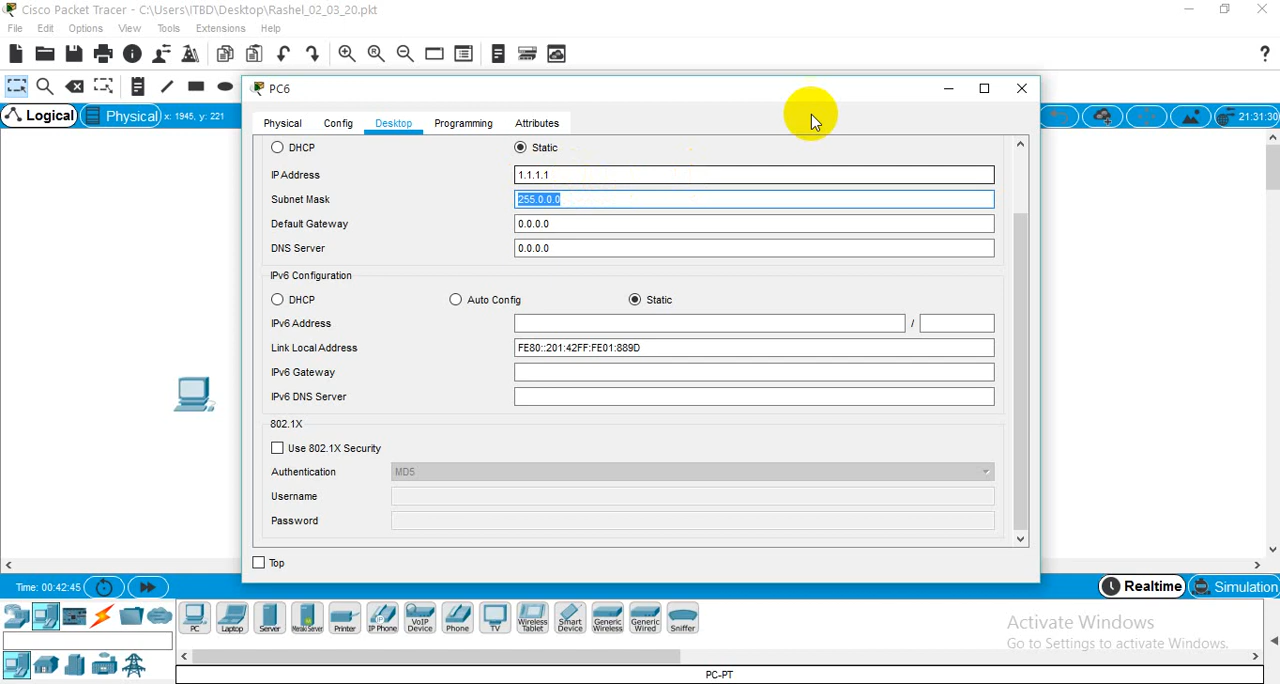 Cisco Packet Tracer - C:\Users\ITBD\Desktop\Rashel_02_03_20.pkt
File Edit Options View Tools Extensions Help
PC6
Logical Physical x: 1945, y: 221
21:31:30
Physical Config Desktop Programming Attributes
DHCP Static
IP Address 1.1.1.1
Subnet Mask 255.0.0.0
Default Gateway 0.0.0.0
DNS Server 0.0.0.0
IPv6 Configuration
DHCP Auto Config Static
IPv6 Address /
Link Local Address FE80::201:42FF:FE01:889D
IPv6 Gateway
IPv6 DNS Server
802.1X
Use 802.1X Security
Authentication MD5
Username
Password
Top
Time: 00:42:45 Realtime Simulation
PC Laptop Server Meraki Server Printer IP Phone VoIP Device Phone TV Wireless Tablet Smart Device Generic Wireless Generic Wired Sniffer
Activate Windows
Go to Settings to activate Windows.
PC-PT